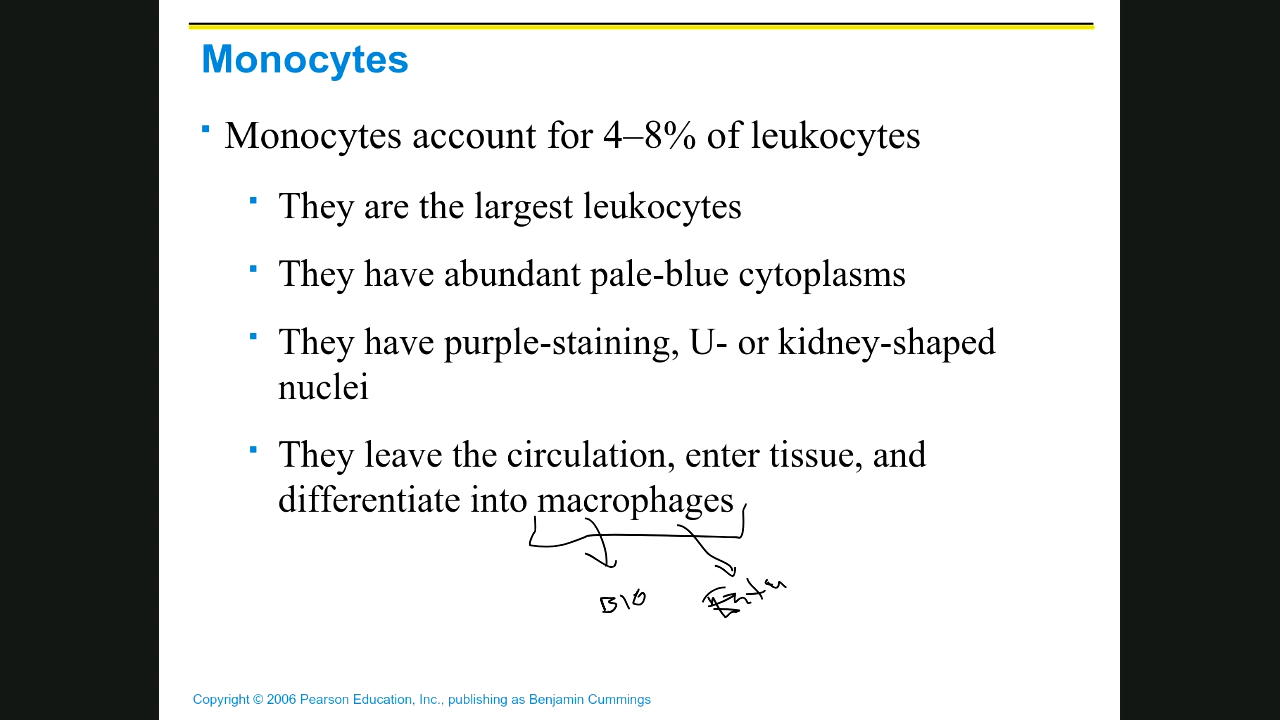 Monocytes
▪ Monocytes account for 4–8% of leukocytes
▪ They are the largest leukocytes
▪ They have abundant pale-blue cytoplasms
▪ They have purple-staining, U- or kidney-shaped
nuclei
▪ They leave the circulation, enter tissue, and
differentiate into macrophages
BIG
Copyright © 2006 Pearson Education, Inc., publishing as Benjamin Cummings